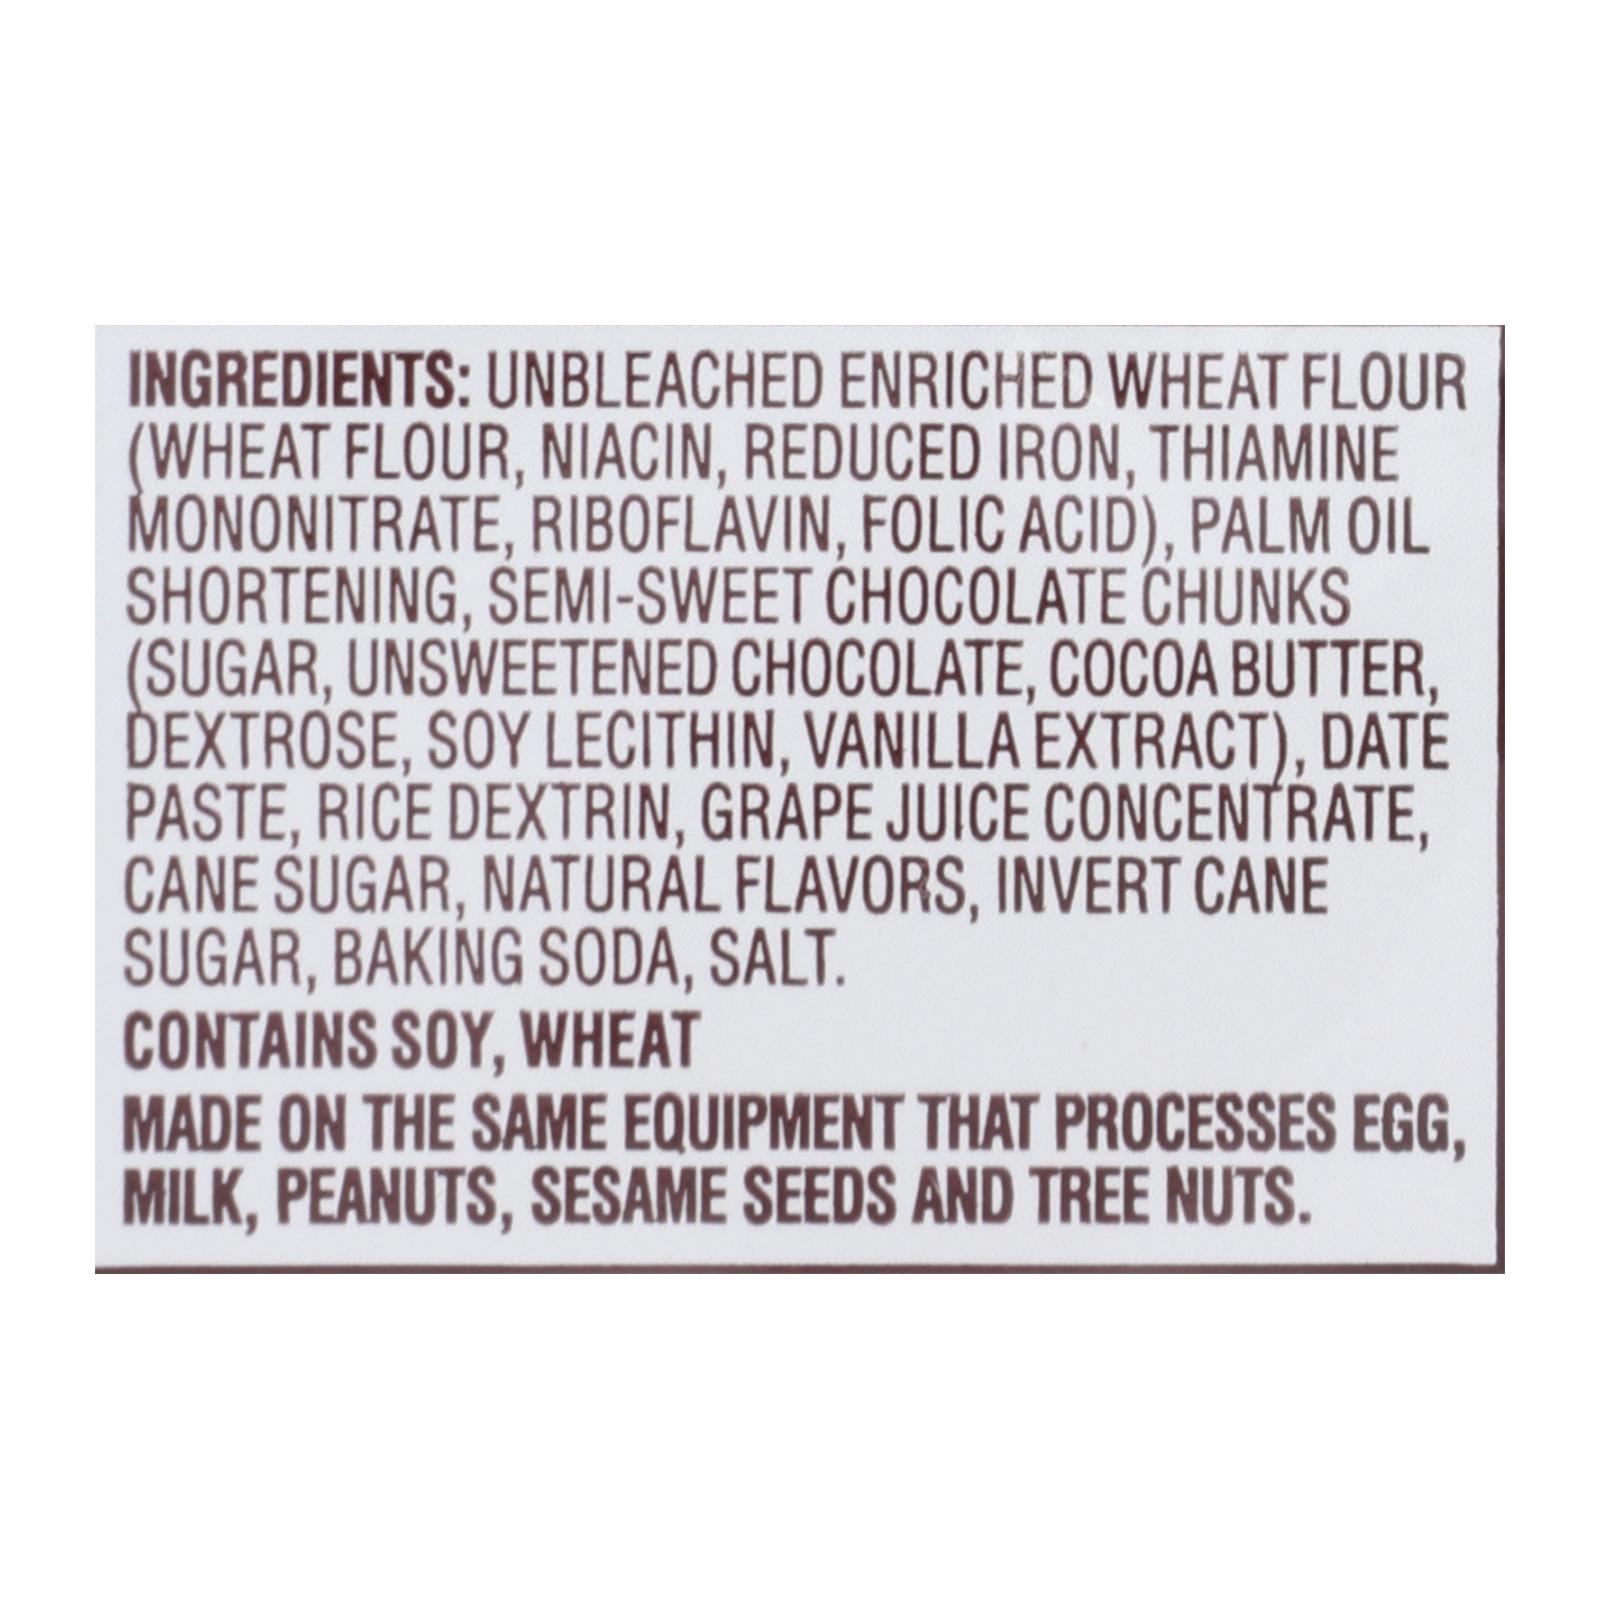 INGREDIENTS: UNBLEACHED ENRICHED WHEAT FLOUR
(WHEAT FLOUR, NIACIN, REDUCED IRON, THIAMINE
MONONITRATE, RIBOFLAVIN, FOLIC ACID), PALM OIL
SHORTENING, SEMI-SWEET CHOCOLATE CHUNKS
(SUGAR, UNSWEETENED CHOCOLATE, COCOA BUTTER,
DEXTROSE, SOY LECITHIN, VANILLA EXTRACT), DATE
PASTE, RICE DEXTRIN, GRAPE JUICE CONCENTRATE,
CANE SUGAR, NATURAL FLAVORS, INVERT CANE
SUGAR, BAKING SODA, SALT.
CONTAINS SOY, WHEAT
MADE ON THE SAME EQUIPMENT THAT PROCESSES EGG,
MILK, PEANUTS, SESAME SEEDS AND TREE NUTS.